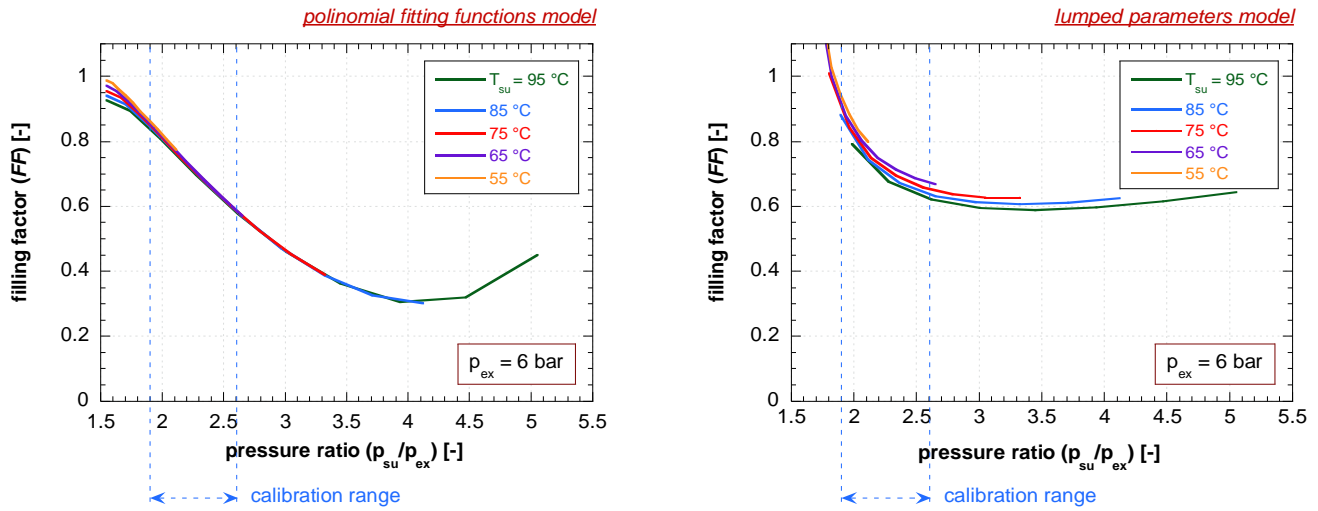 polinomial fitting functions model
1
0.8
0.6
0.4
0.2
0
filling factor (FF) [-]
T_su = 95 °C
85 °C
75 °C
65 °C
55 °C
p_ex = 6 bar
1.5 2 2.5 3 3.5 4 4.5 5 5.5
pressure ratio (p_su/p_ex) [-]
calibration range
lumped parameters model
1
0.8
0.6
0.4
0.2
0
filling factor (FF) [-]
T_su = 95 °C
85 °C
75 °C
65 °C
55 °C
p_ex = 6 bar
1.5 2 2.5 3 3.5 4 4.5 5 5.5
pressure ratio (p_su/p_ex) [-]
calibration range